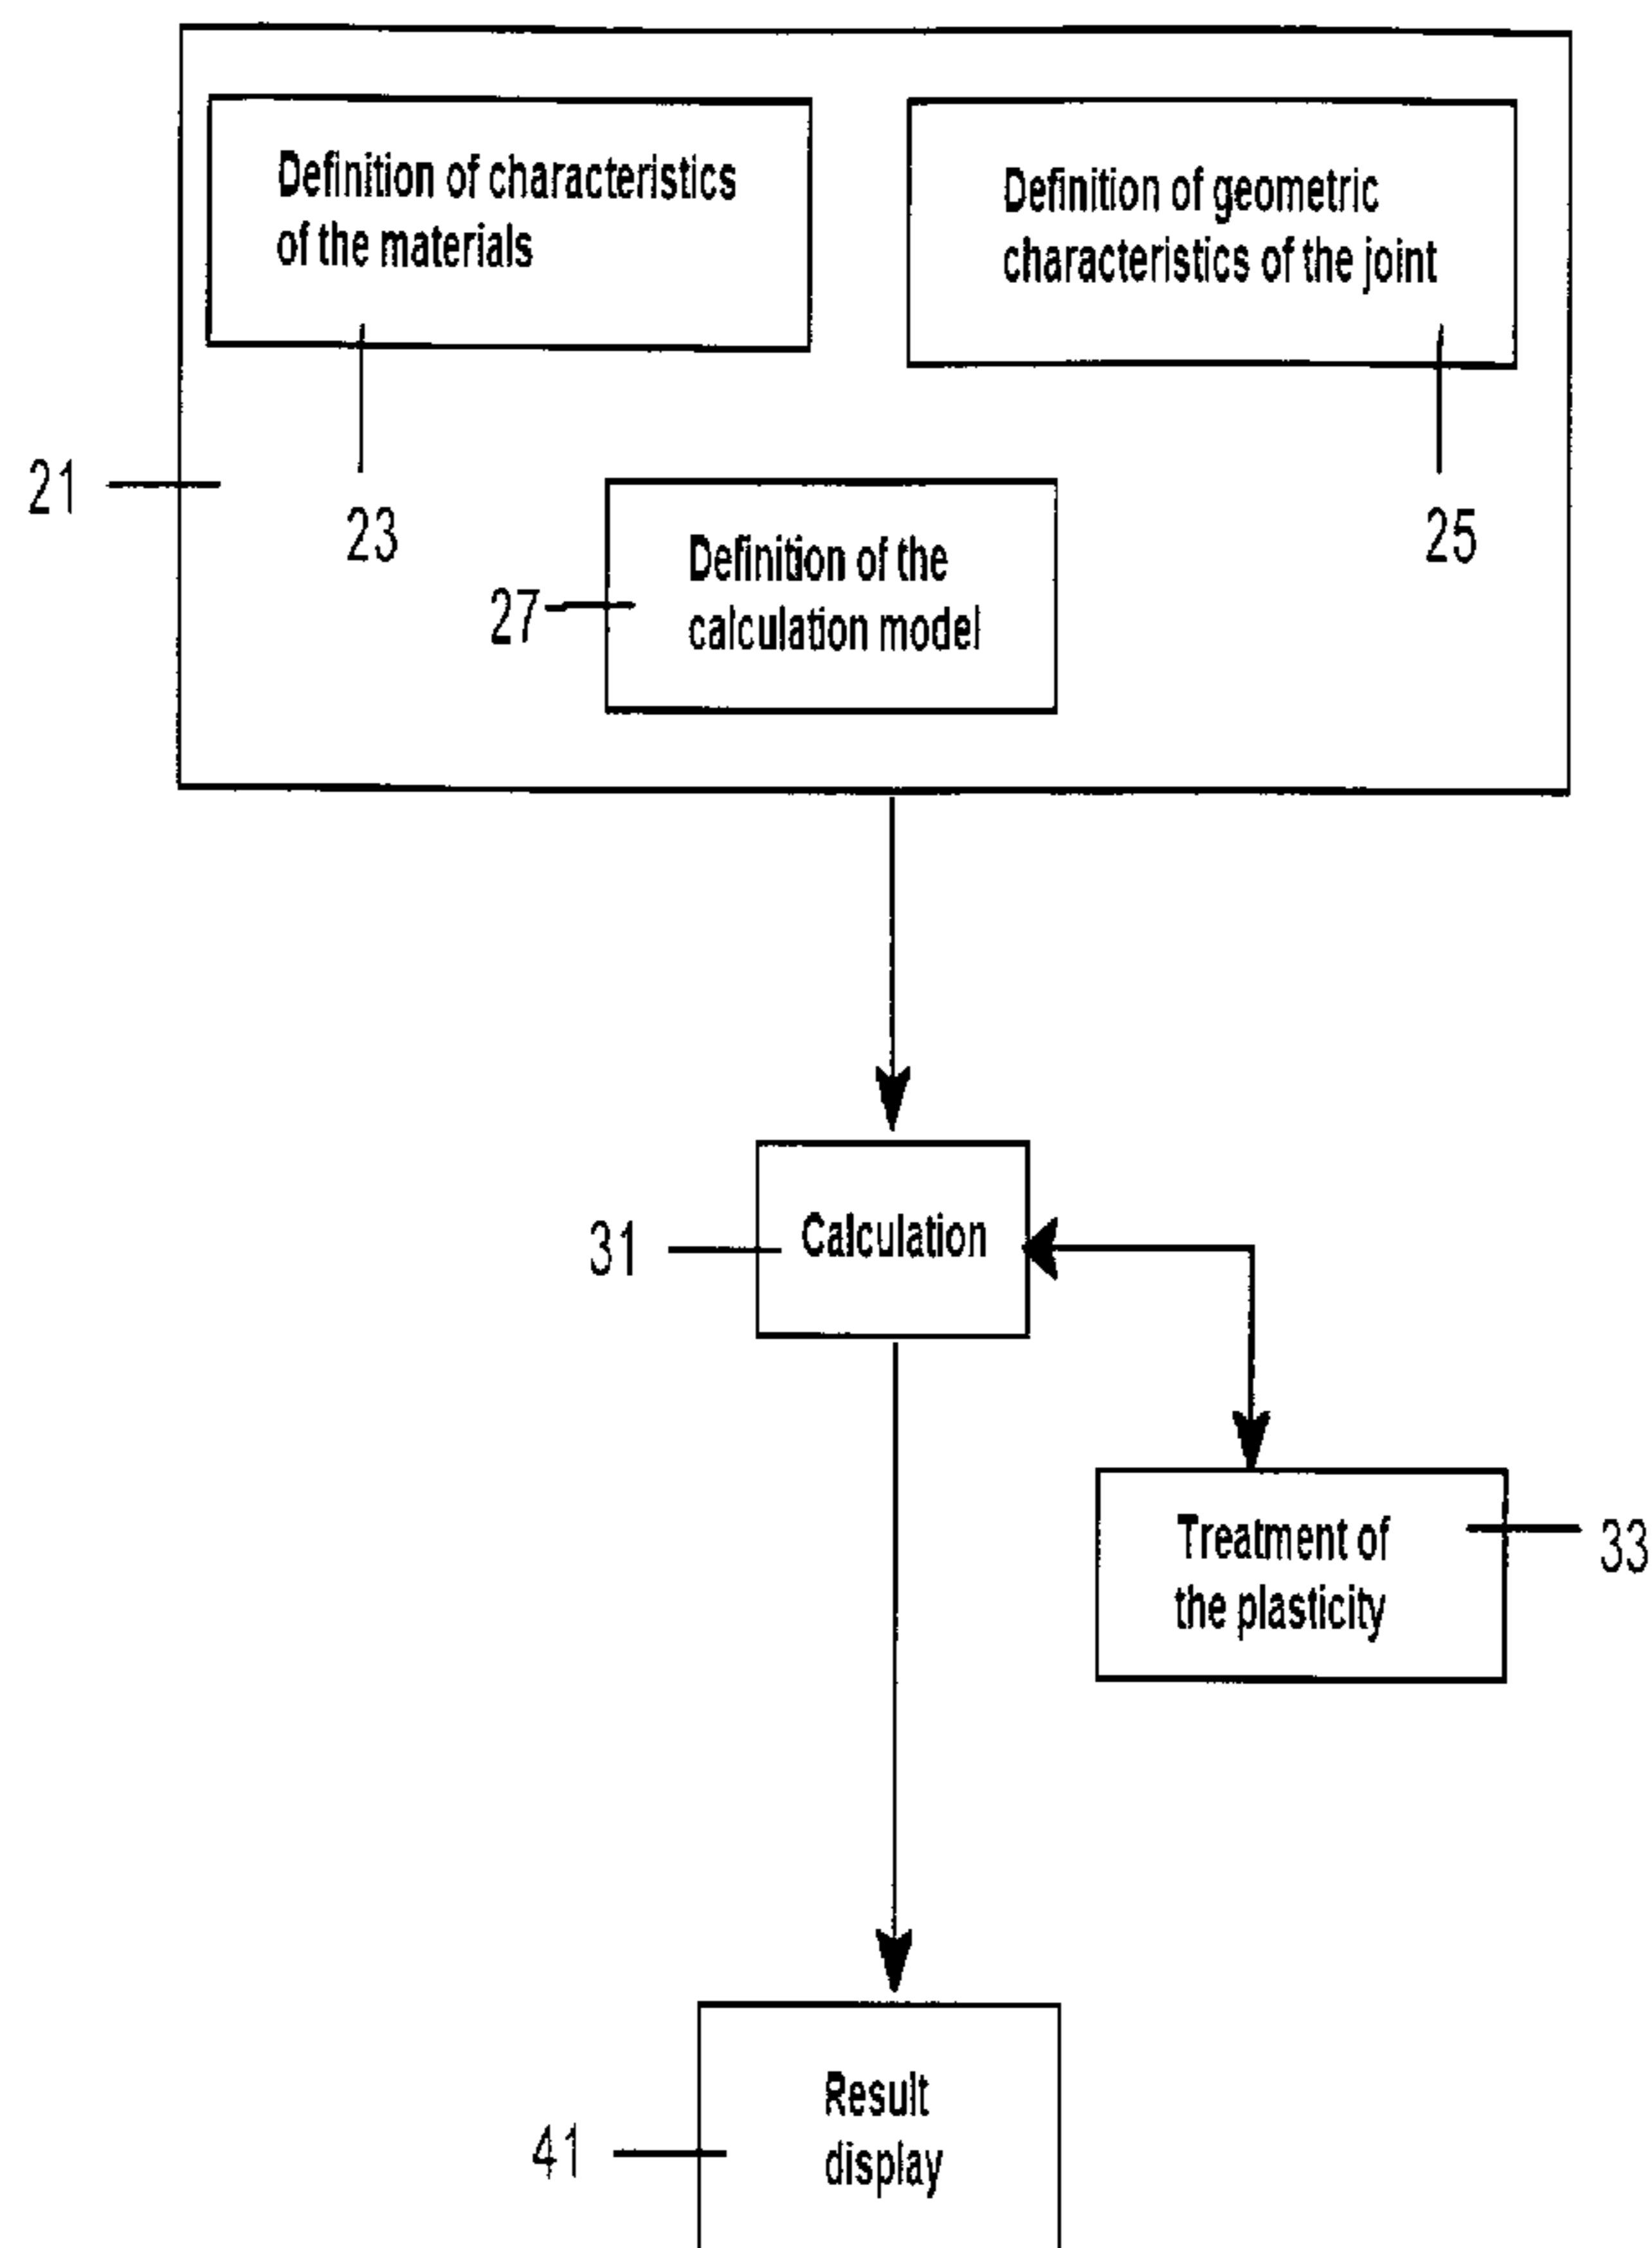 Definition of characteristics
of the materials
Definition of geometric
characteristics of the joint
21
23
25
27
Definition of the
calculation model
31
Calculation
Treatment of
the plasticity
33
Result
display
41